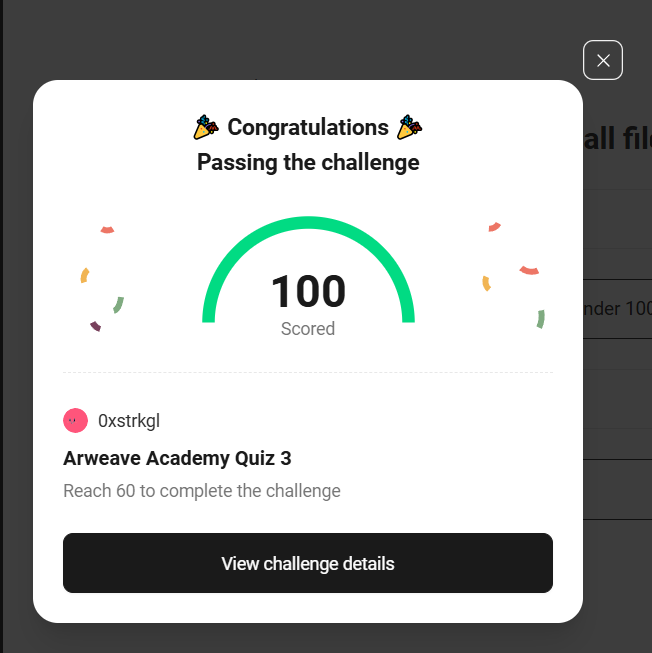 all fil
🎉 Congratulations 🎉
Passing the challenge
100
Scored
nder 100
0xstrkgl
Arweave Academy Quiz 3
Reach 60 to complete the challenge
View challenge details